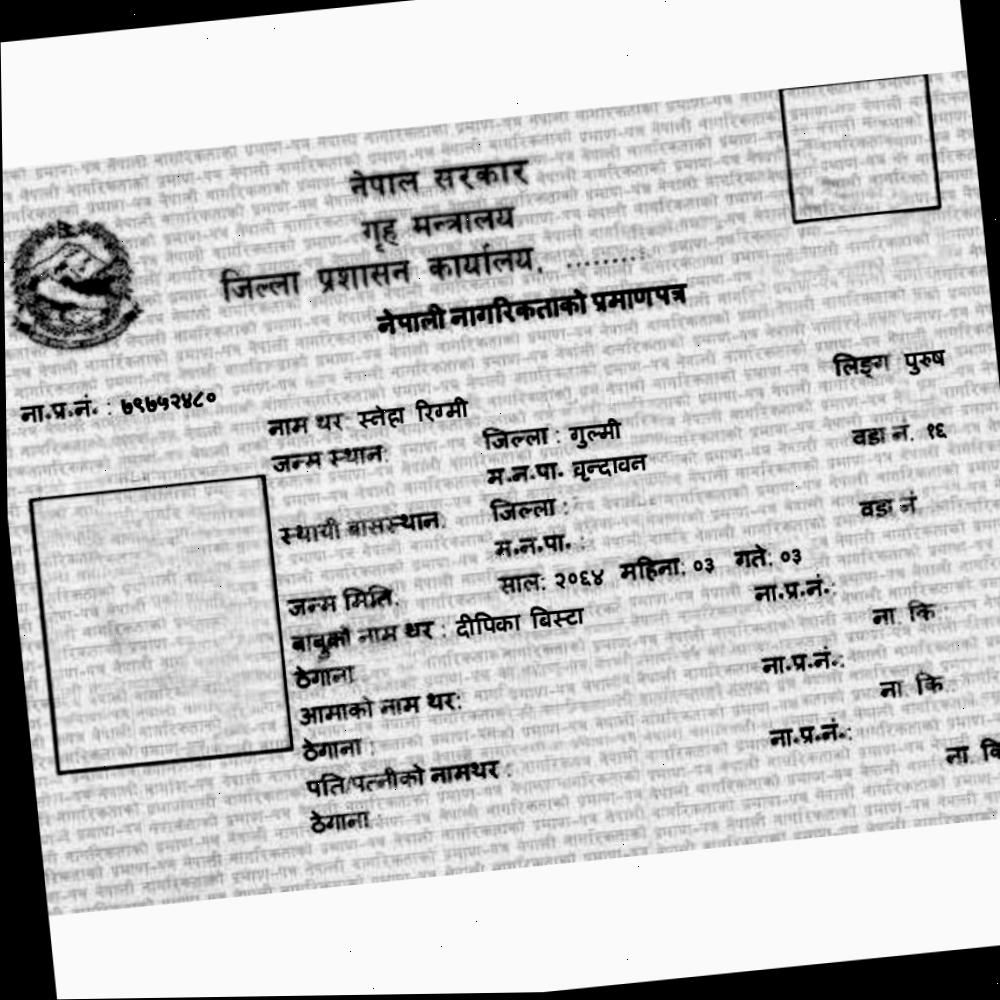 नेपाल सरकार
गृह मन्त्रालय
जिल्ला प्रशासन कार्यालय, .........
नेपाली नागरिकताको प्रमाणपत्र
लिङ्ग पुरुष
ना.प्र.नं. : ७९७५२४८०
नाम थर स्नेहा रिग्मी
जन्म स्थान: जिल्ला : गुल्मी वडा नं. १६
म.न.पा. वृन्दावन
स्थायी बासस्थान: जिल्ला : वडा नं
म.न.पा. :
जन्म मिति: साल: २०६४ महिना: ०३ गते: ०३
बाबुको नाम थर : दीपिका बिस्टा ना.प्र.नं.:
ठेगाना ना. कि.
आमाको नाम थर: ना.प्र.नं.:
ठेगाना : ना. कि.
पति/पत्नीको नामथर : ना.प्र.नं.:
ठेगाना : ना. कि